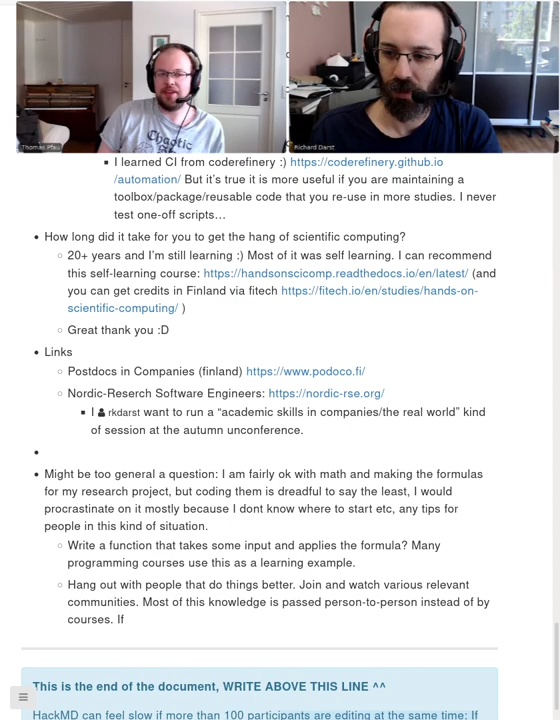 Chaotic
Thomas Pfau
Richard Darst
I learned CI from coderefinery :) https://coderefinery.github.io
/automation/ But it’s true it is more useful if you are maintaining a
toolbox/package/reusable code that you re-use in more studies. I never
test one-off scripts…
How long did it take for you to get the hang of scientific computing?
20+ years and I’m still learning :) Most of it was self learning. I can recommend
this self-learning course: https://handsonscicomp.readthedocs.io/en/latest/ (and
you can get credits in Finland via fitech https://fitech.io/en/studies/hands-on-
scientific-computing/ )
Great thank you :D
Links
Postdocs in Companies (finland) https://www.podoco.fi/
Nordic-Reserch Software Engineers: https://nordic-rse.org/
I rkdarst want to run a “academic skills in companies/the real world” kind
of session at the autumn unconference.
Might be too general a question: I am fairly ok with math and making the formulas
for my research project, but coding them is dreadful to say the least, I would
procrastinate on it mostly because I dont know where to start etc, any tips for
people in this kind of situation.
Write a function that takes some input and applies the formula? Many
programming courses use this as a learning example.
Hang out with people that do things better. Join and watch various relevant
communities. Most of this knowledge is passed person-to-person instead of by
courses. If
This is the end of the document, WRITE ABOVE THIS LINE ^^
HackMD can feel slow if more than 100 participants are editing at the same time: If